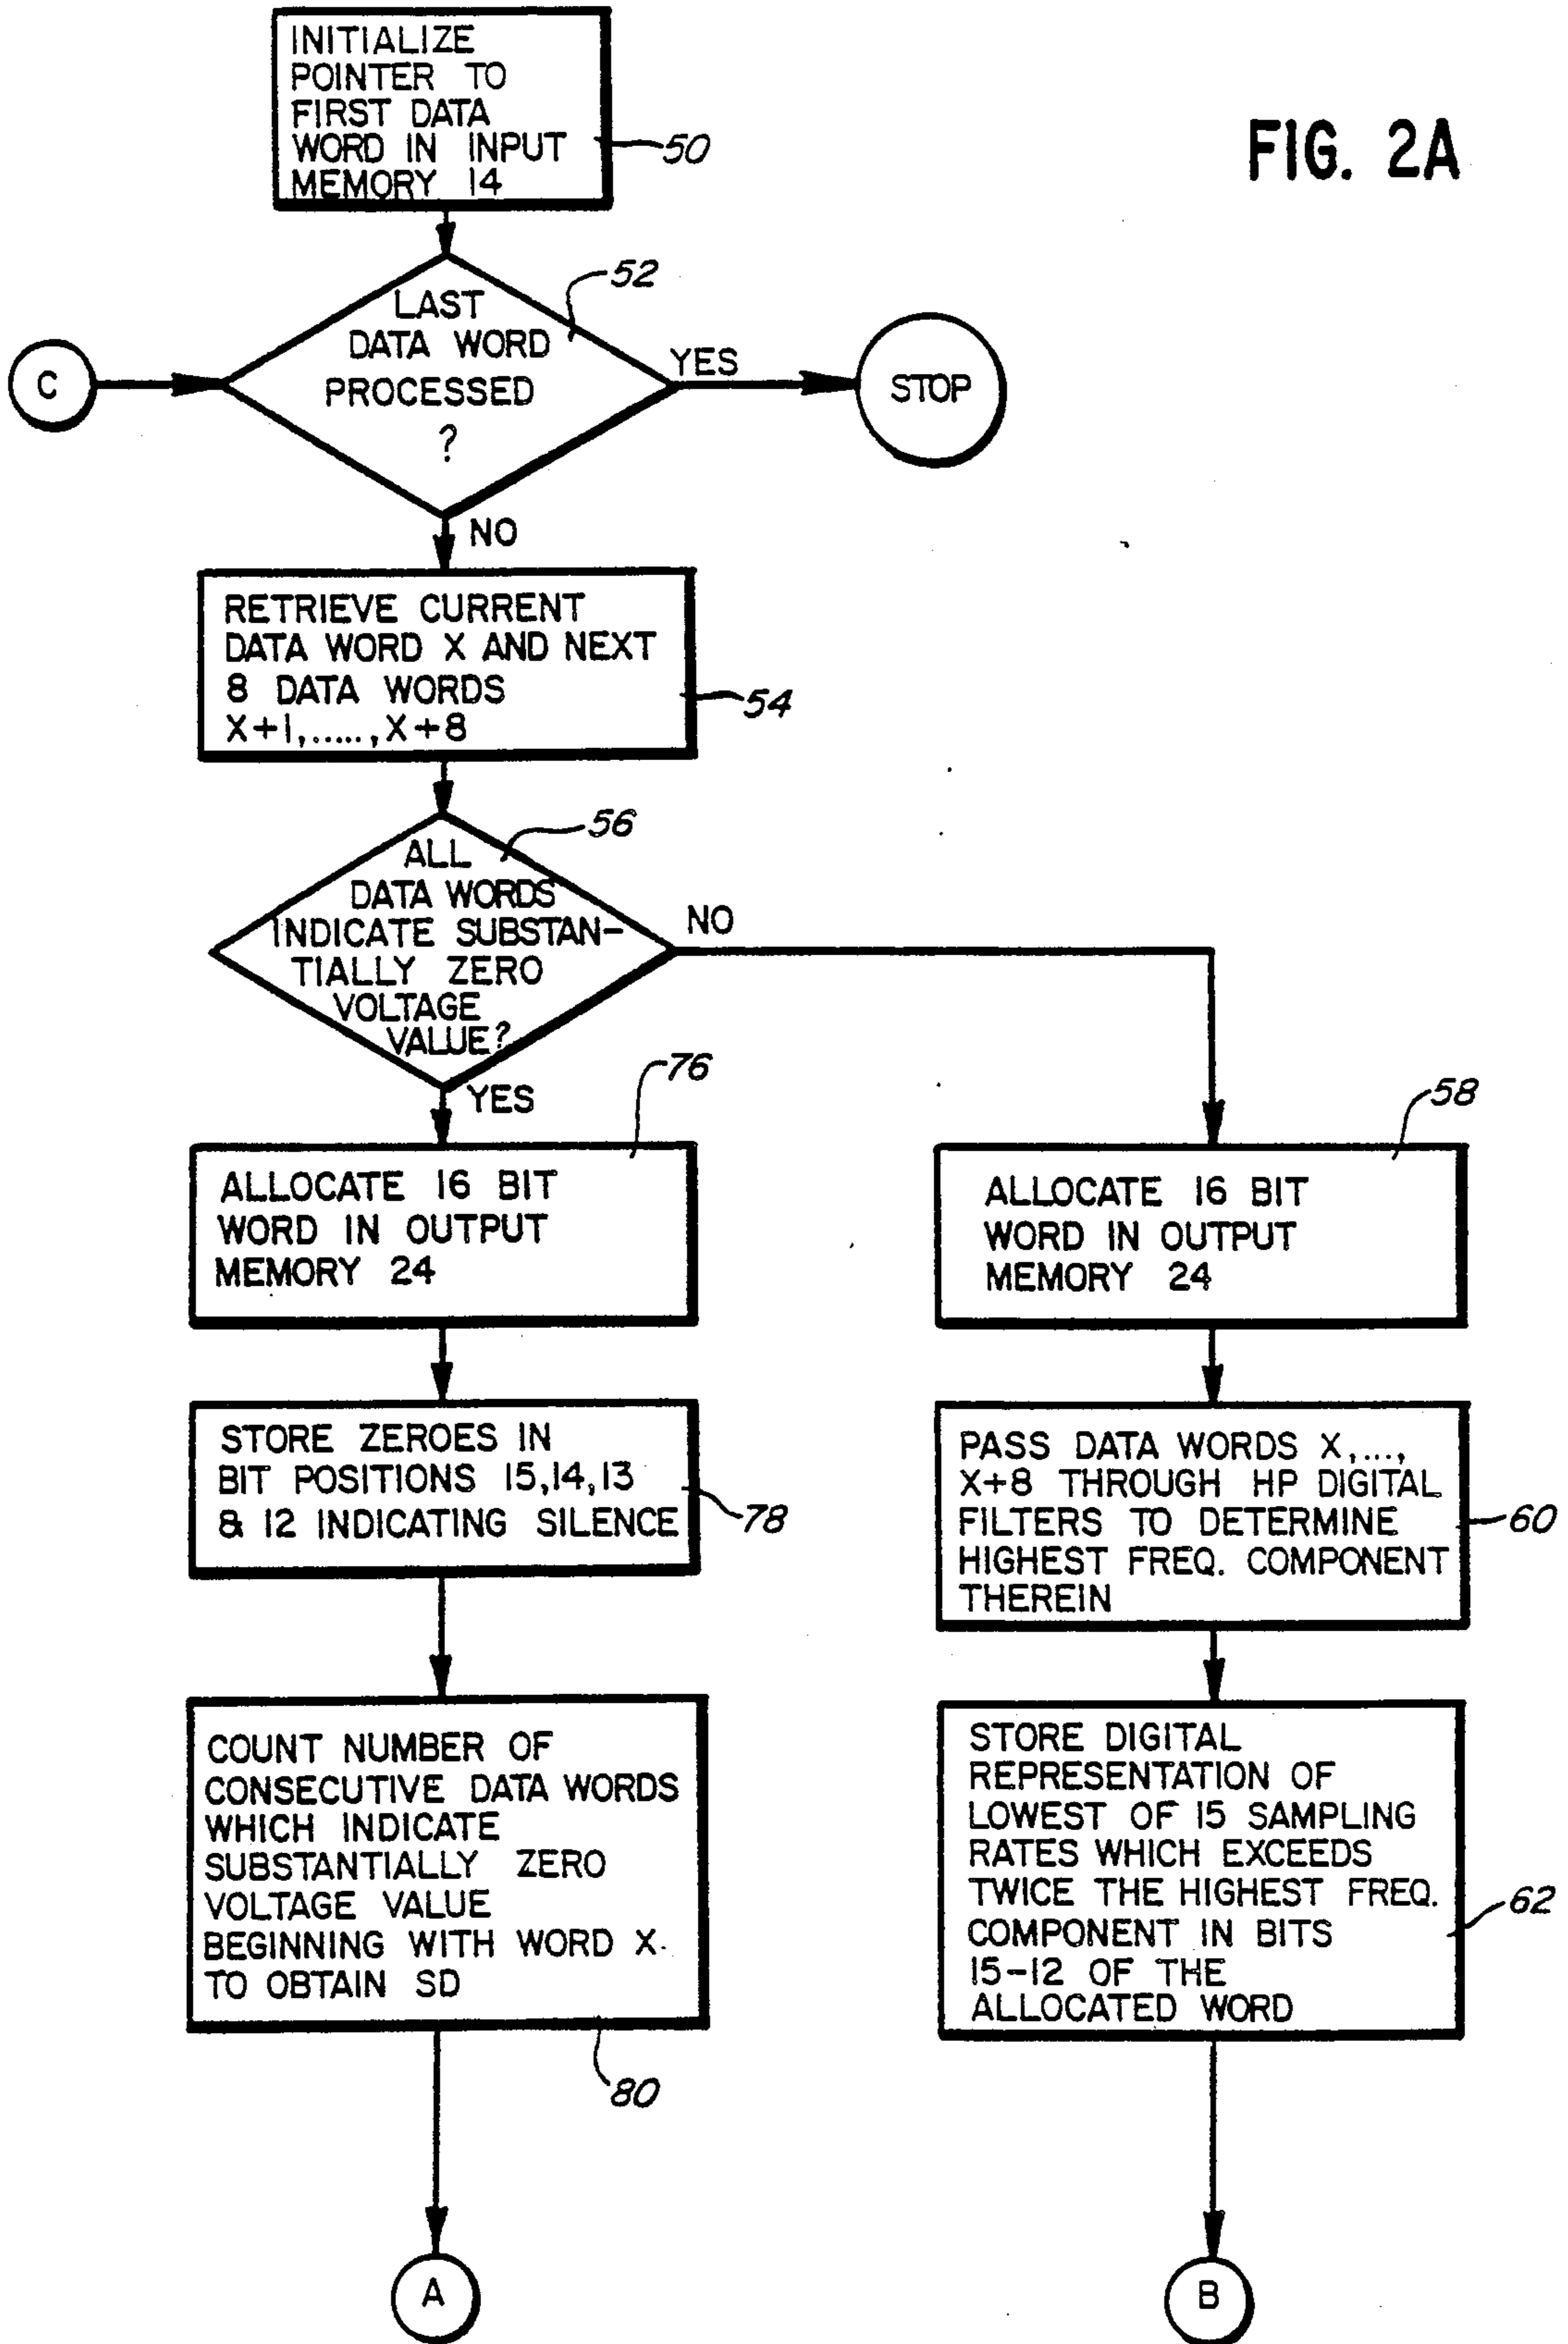 INITIALIZE
POINTER TO
FIRST DATA
WORD IN INPUT
MEMORY 14
50
FIG. 2A
52
LAST
DATA WORD
PROCESSED
?
YES
STOP
C
NO
RETRIEVE CURRENT
DATA WORD X AND NEXT
8 DATA WORDS
X+1,.....,X+8
54
56
ALL
DATA WORDS
INDICATE SUBSTAN-
TIALLY ZERO
VOLTAGE
VALUE?
NO
YES
76
ALLOCATE 16 BIT
WORD IN OUTPUT
MEMORY 24
STORE ZEROES IN
BIT POSITIONS 15,14,13
& 12 INDICATING SILENCE
78
COUNT NUMBER OF
CONSECUTIVE DATA WORDS
WHICH INDICATE
SUBSTANTIALLY ZERO
VOLTAGE VALUE
BEGINNING WITH WORD X
TO OBTAIN SD
80
A
58
ALLOCATE 16 BIT
WORD IN OUTPUT
MEMORY 24
PASS DATA WORDS X,...,
X+8 THROUGH HP DIGITAL
FILTERS TO DETERMINE
HIGHEST FREQ. COMPONENT
THEREIN
60
STORE DIGITAL
REPRESENTATION OF
LOWEST OF 15 SAMPLING
RATES WHICH EXCEEDS
TWICE THE HIGHEST FREQ.
COMPONENT IN BITS
15-12 OF THE
ALLOCATED WORD
62
B